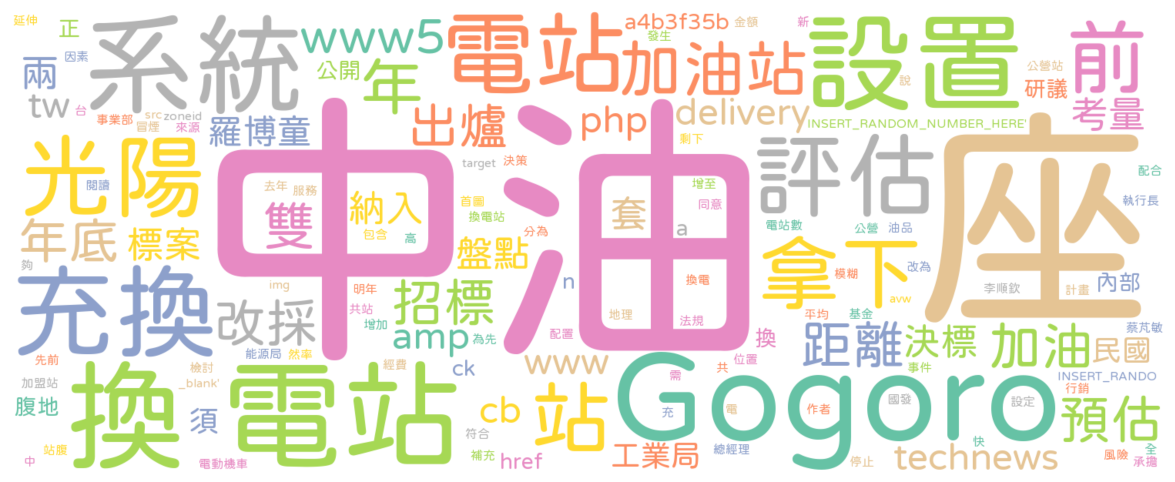 延伸
正
因素
系統
www5
電站
a4b3f35b
金額
新
發生
加油站
設置
公營站
說
研議
前
考量
兩
tw
台
事業部
src
zoneid
冒煙
來源
羅博童
公開
年
出爐
php
delivery
INSERT_RANDOM_NUMBER_HERE'
剩下
光陽
閱讀
中油
target
決策
評估
座
配合
執行長
去年
服務
雙
納入
包含
高
首圖
換電站
分為
套
a
增至
同意
電站數
公營
油品
年底
標案
夠
盤點
拿下
模糊
改為
avw
李順欽
計畫
內部
充換
改採
img
明年
共站
增加
招標
amp
為先
n
換電
地理
法規
配置
平均
基金
換
位置
距離
決標
事件
加油
民國
蔡芃敏
先前
能源局
然率
檢討
_blank'
經費
ck
www
需
共
INSERT_RANDO
行銷
加盟站
腹地
換電站
須
cb
站
Gogoro
充
電
作者
國發
設定
預估
站腹
中
電動機車
符合
補充
href
工業局
總經理
停止
technews
快
全
風險
承擔